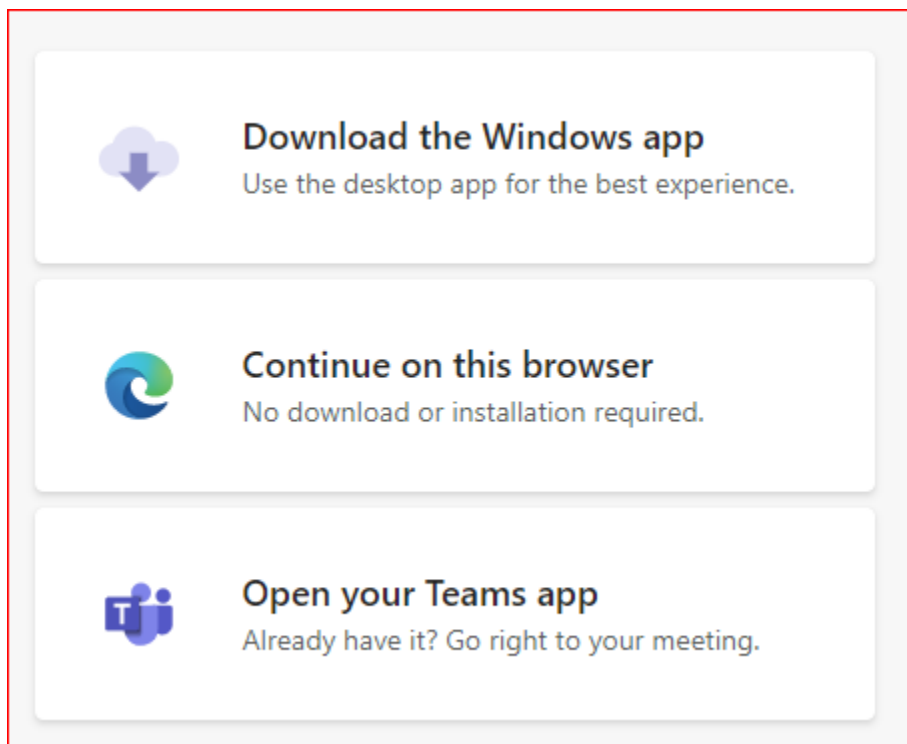 Download the Windows app
Use the desktop app for the best experience.
Continue on this browser
No download or installation required.
T
Open your Teams app
Already have it? Go right to your meeting.